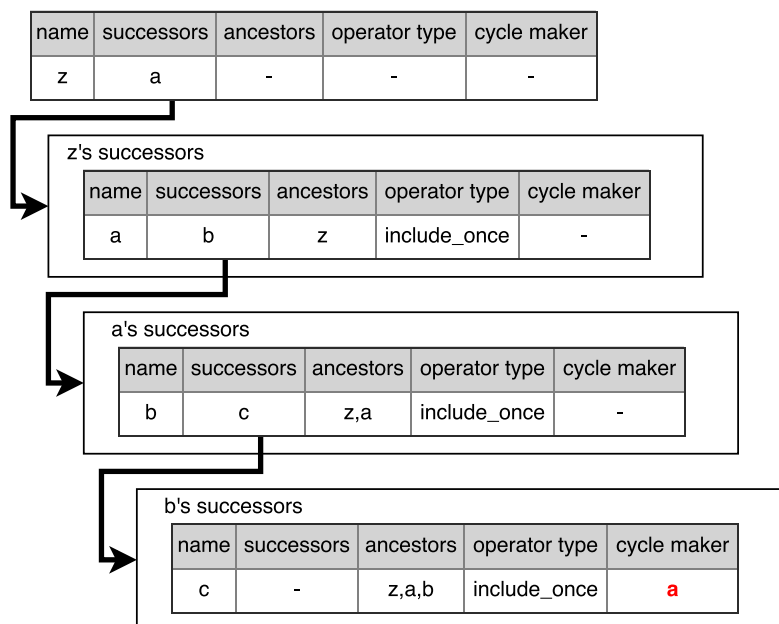 name successors ancestors operator type cycle maker
z a - - -
z's successors
name successors ancestors operator type cycle maker
a b z include_once -
a's successors
name successors ancestors operator type cycle maker
b c z,a include_once -
b's successors
name successors ancestors operator type cycle maker
c - z,a,b include_once a